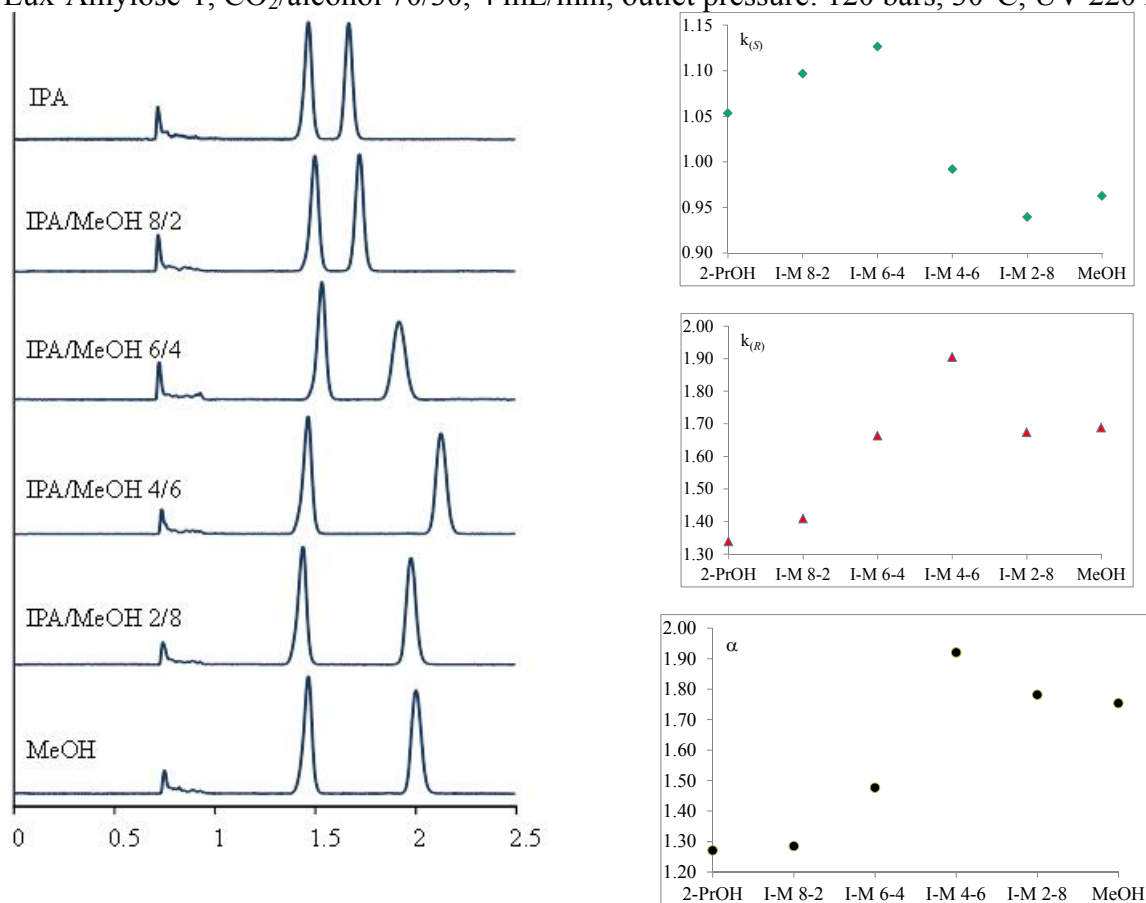 Lux-Amylose-1, CO₂/alcohol 70/30, 4 mL/min, outlet pressure: 120 bars, 30°C, UV 220
IPA
IPA/MeOH 8/2
IPA/MeOH 6/4
IPA/MeOH 4/6
IPA/MeOH 2/8
MeOH
0 0.5 1 1.5 2 2.5
k(S)
1.15
1.10
1.05
1.00
0.95
0.90
2-PrOH I-M 8-2 I-M 6-4 I-M 4-6 I-M 2-8 MeOH
k(R)
2.00
1.90
1.80
1.70
1.60
1.50
1.40
1.30
2-PrOH I-M 8-2 I-M 6-4 I-M 4-6 I-M 2-8 MeOH
α
2.00
1.90
1.80
1.70
1.60
1.50
1.40
1.30
1.20
2-PrOH I-M 8-2 I-M 6-4 I-M 4-6 I-M 2-8 MeOH